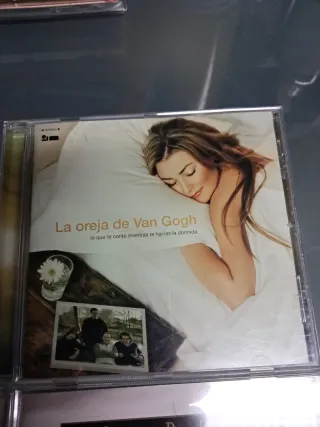 La oreja de Van Gogh
lo que te conté mientras te hacías la dormida